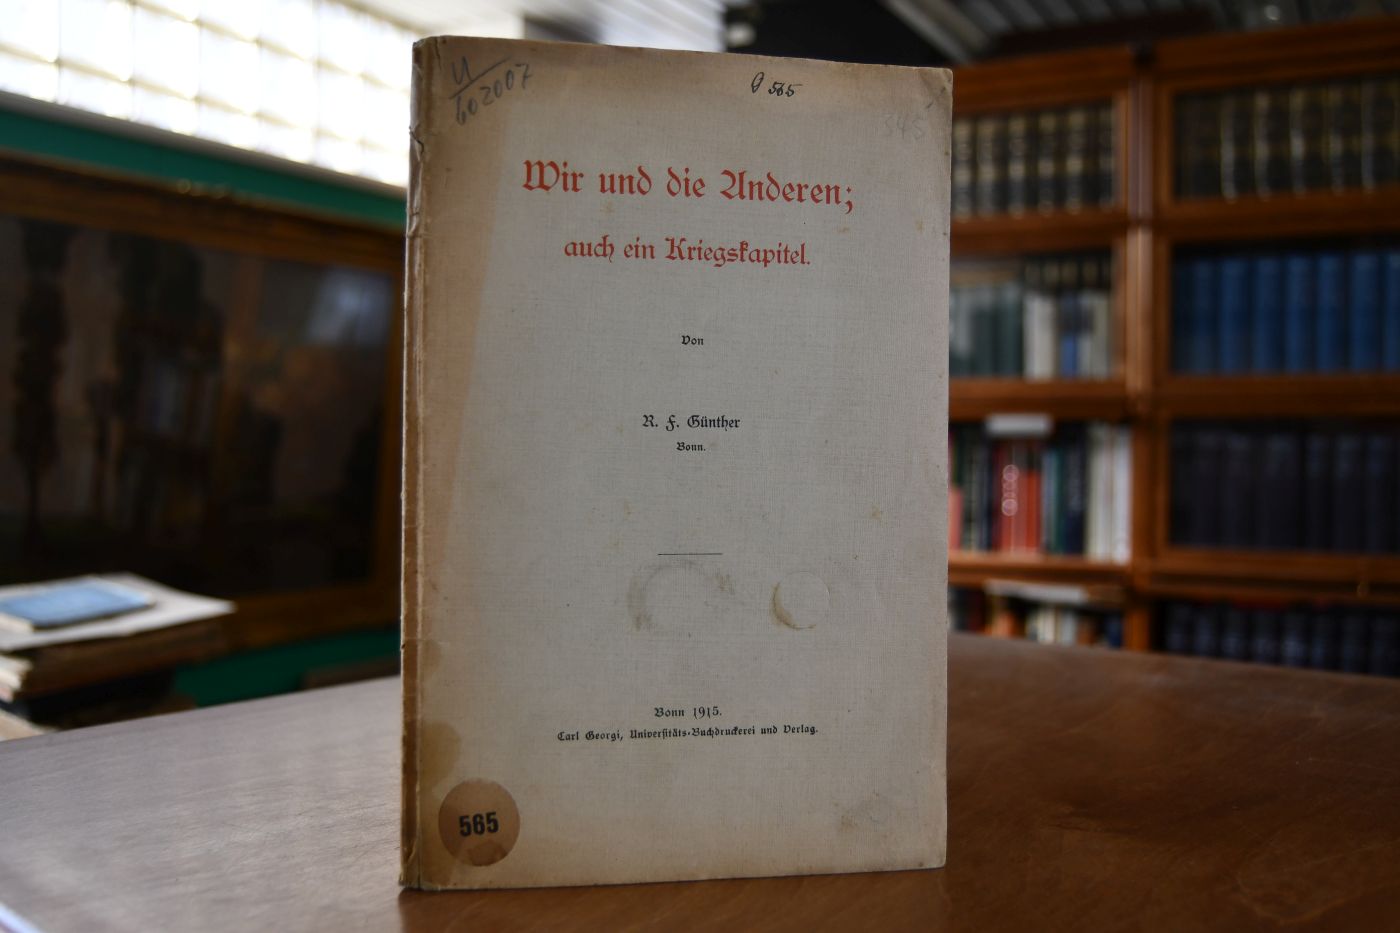 U
602007
G 565
345
Wir und die Anderen;
auch ein Kriegskapitel.
Von
R. F. Günther
Bonn.
Bonn 1915.
Carl Georgi, Universitäts-Buchdruckerei und Verlag.
565